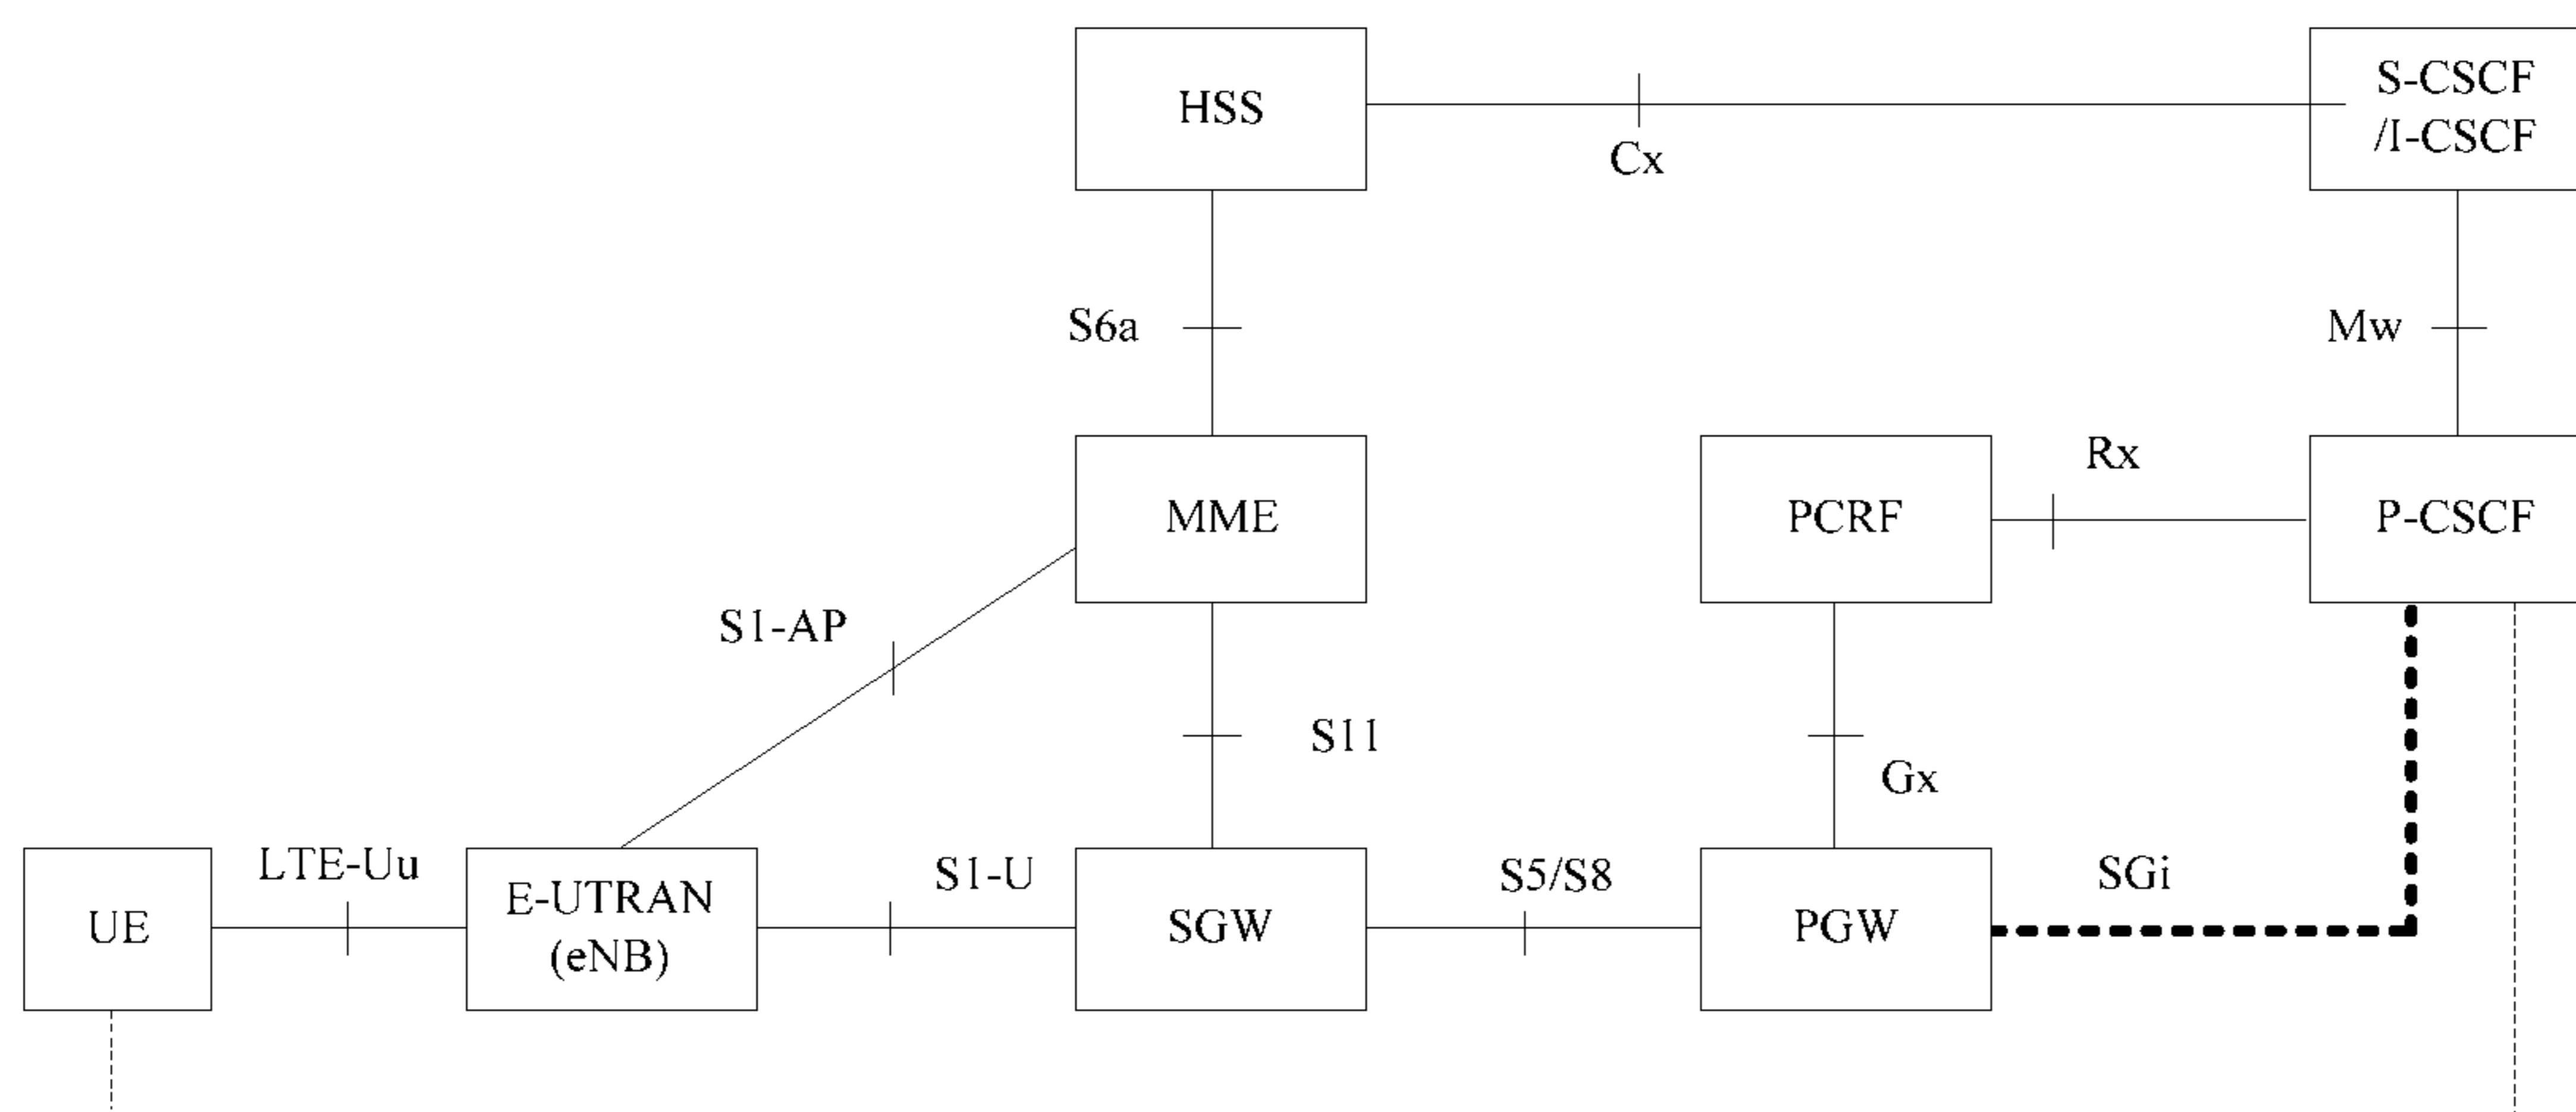 HSS
S-CSCF
/I-CSCF
Cx
S6a
Mw
MME
PCRF
Rx
P-CSCF
S1-AP
S11
Gx
UE
LTE-Uu
E-UTRAN
(eNB)
S1-U
SGW
S5/S8
PGW
SGi